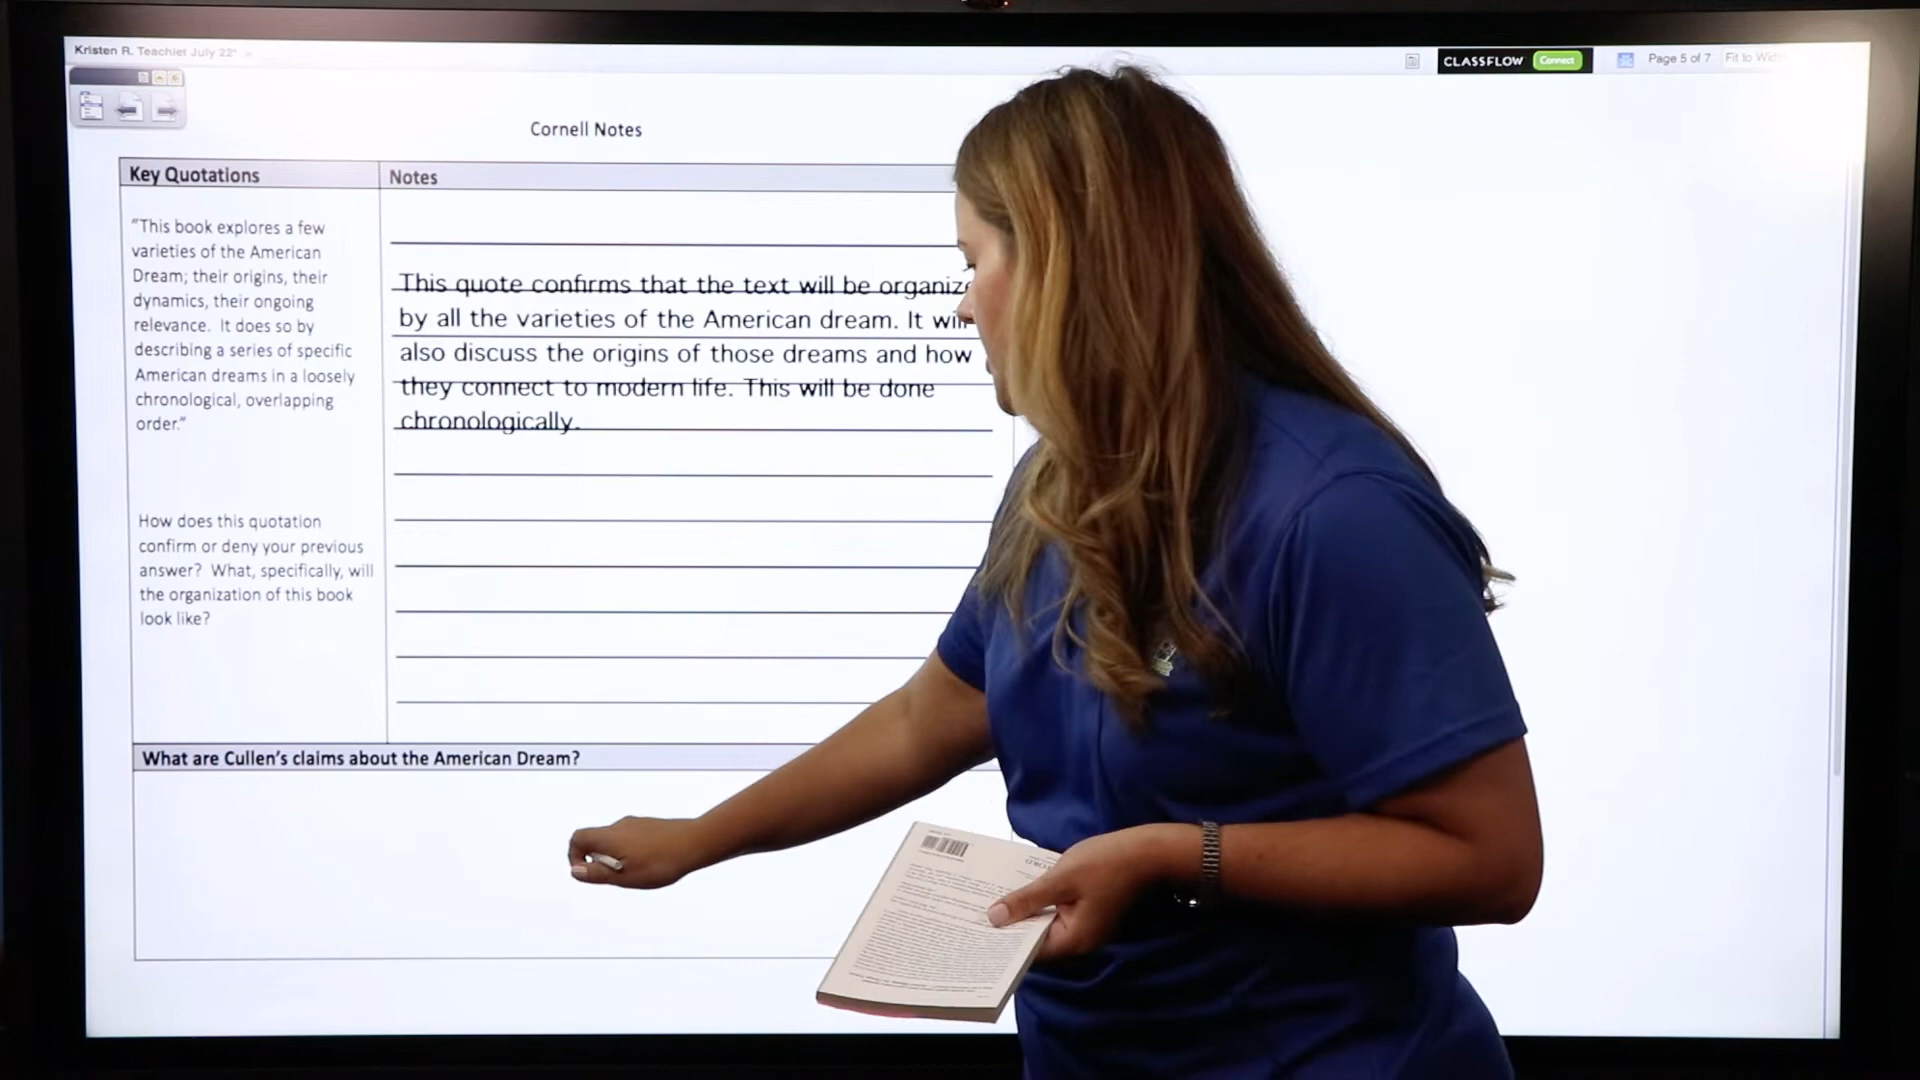 Kristen R. Teachlet July 22*
CLASSFLOW Connect
Page 5 of 7
Fit to
Cornell Notes
Key Quotations
Notes
"This book explores a few
varieties of the American
Dream; their origins, their
dynamics, their ongoing
relevance. It does so by
describing a series of specific
American dreams in a loosely
chronological, overlapping
order."
How does this quotation
confirm or deny your previous
answer? What, specifically, will
the organization of this book
look like?
This quote confirms that the text will be organize
by all the varieties of the American dream. It will
also discuss the origins of those dreams and how
they connect to modern life. This will be done
chronologically.
What are Cullen's claims about the American Dream?